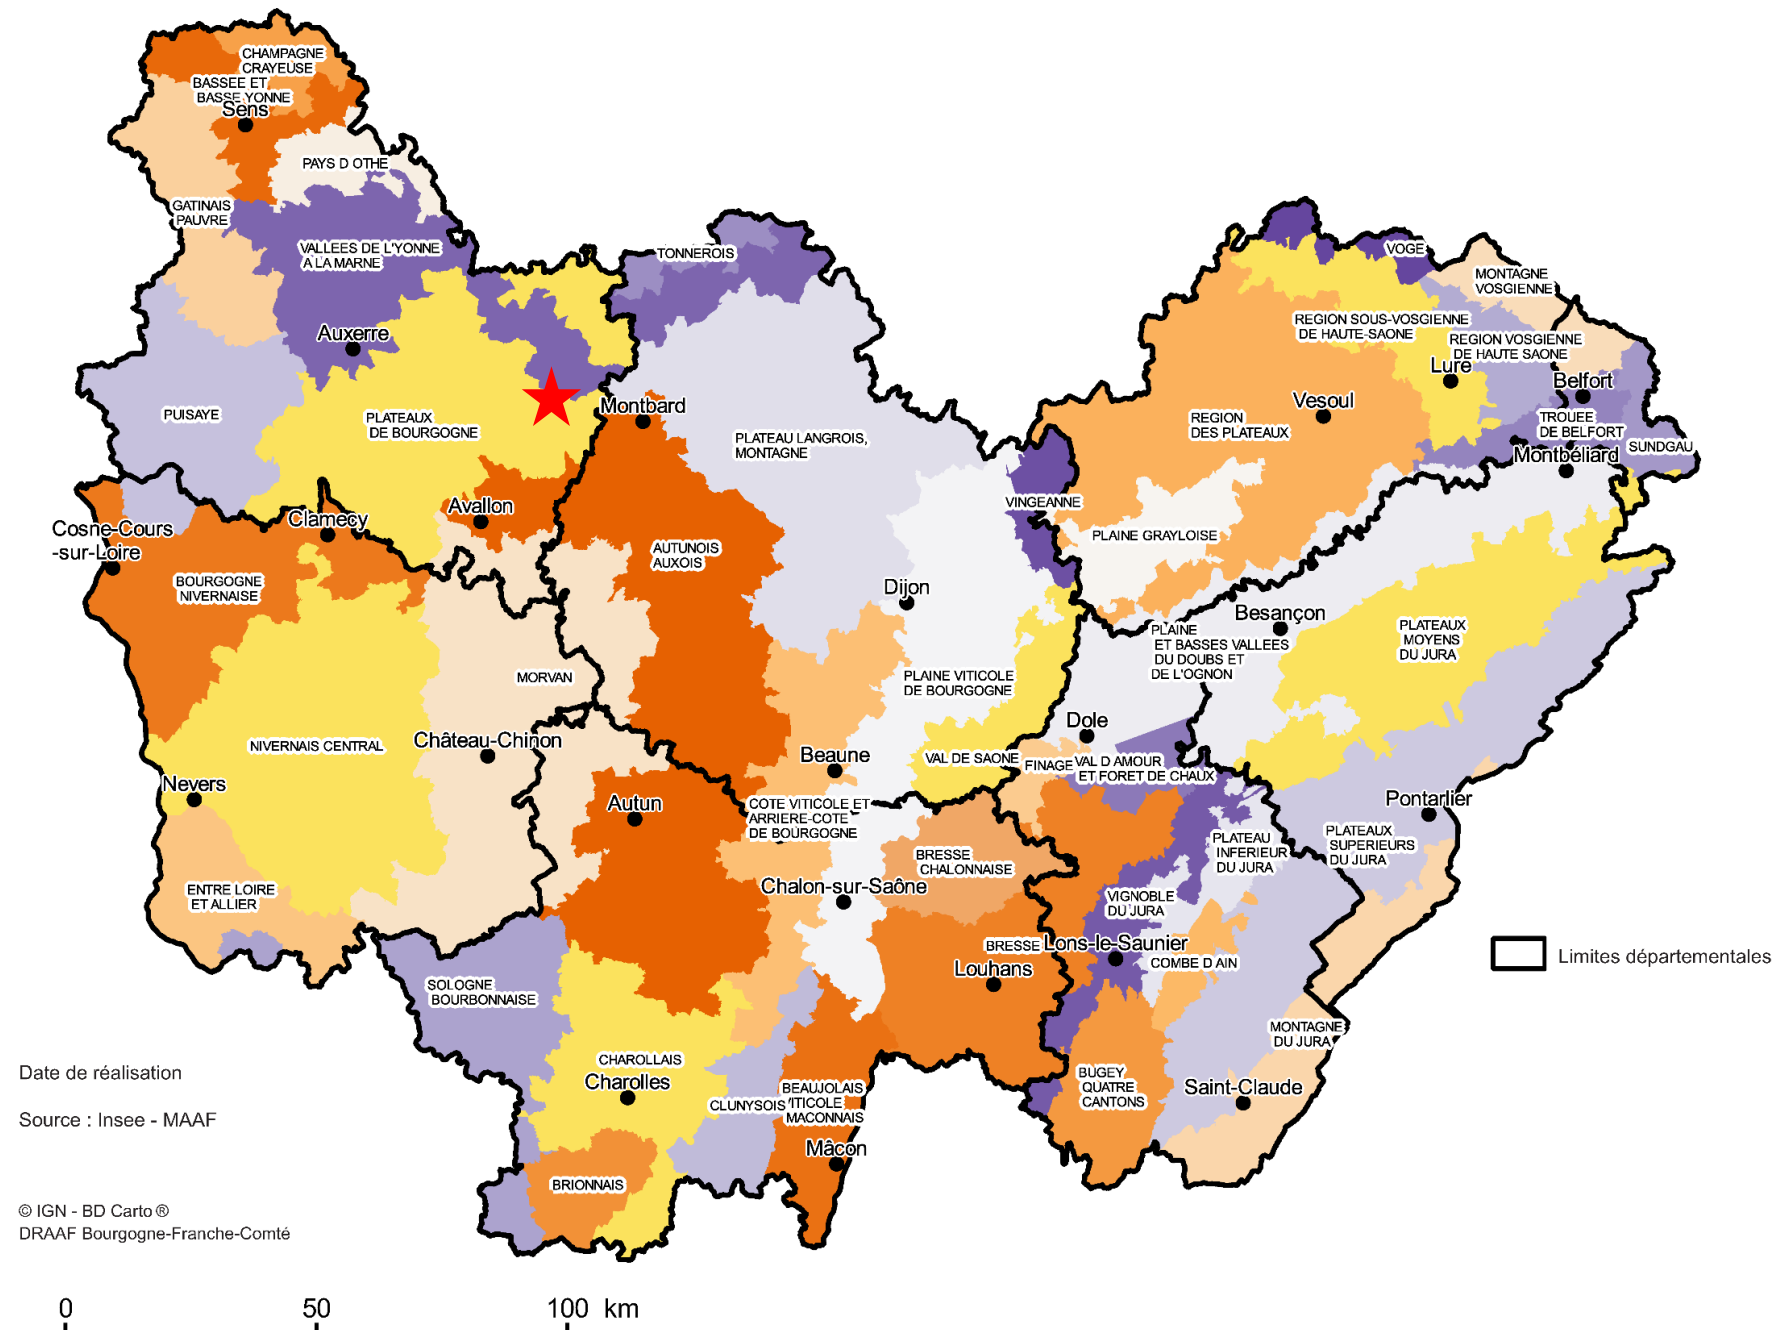 CHAMPAGNE
CRAYEUSE
BASSEE ET
BASSE YONNE
Sens
PAYS D OTHE
GATINAIS
PAUVRE
VALLEES DE L'YONNE
A LA MARNE
TONNERROIS
VOGE
MONTAGNE
VOSGIENNE
REGION SOUS-VOSGIENNE
DE HAUTE-SAONE
REGION VOSGIENNE
DE HAUTE SAONE
Auxerre
Lure
Belfort
PUISAYE
PLATEAUX
DE BOURGOGNE
Montbard
Vesoul
REGION
DES PLATEAUX
TROUEE
DE BELFORT
SUNDGAU
PLATEAU LANGROIS,
MONTAGNE
Montbéliard
VINGEANNE
Avallon
Clamecy
Cosne-Cours
-sur-Loire
PLAINE GRAYLOISE
AUTUNOIS
AUXOIS
BOURGOGNE
NIVERNAISE
Dijon
Besançon
PLAINE
ET BASSES VALLEES
DU DOUBS ET
DE L'OGNON
PLATEAUX
MOYENS
DU JURA
MORVAN
PLAINE VITICOLE
DE BOURGOGNE
Dole
NIVERNAIS CENTRAL
Château-Chinon
Beaune
VAL DE SAONE
FINAGE
VAL D AMOUR
ET FORET DE CHAUX
Nevers
Autun
COTE VITICOLE ET
ARRIERE-COTE
DE BOURGOGNE
Pontarlier
PLATEAUX
SUPERIEURS
DU JURA
PLATEAU
INFERIEUR
DU JURA
BRESSE
CHALONNAISE
ENTRE LOIRE
ET ALLIER
Chalon-sur-Saône
VIGNOBLE
DU JURA
BRESSE
Lons-le-Saunier
COMBE D AIN
Louhans
Limites départementales
SOLOGNE
BOURBONNAISE
MONTAGNE
DU JURA
CHAROLLAIS
Charolles
BUGEY
QUATRE
CANTONS
Saint-Claude
CLUNYSOIS
BEAUJOLAIS
VITICOLE
MACONNAIS
Mâcon
BRIONNAIS
Date de réalisation
Source : Insee - MAAF
© IGN - BD Carto ®
DRAAF Bourgogne-Franche-Comté
0 50 100 km